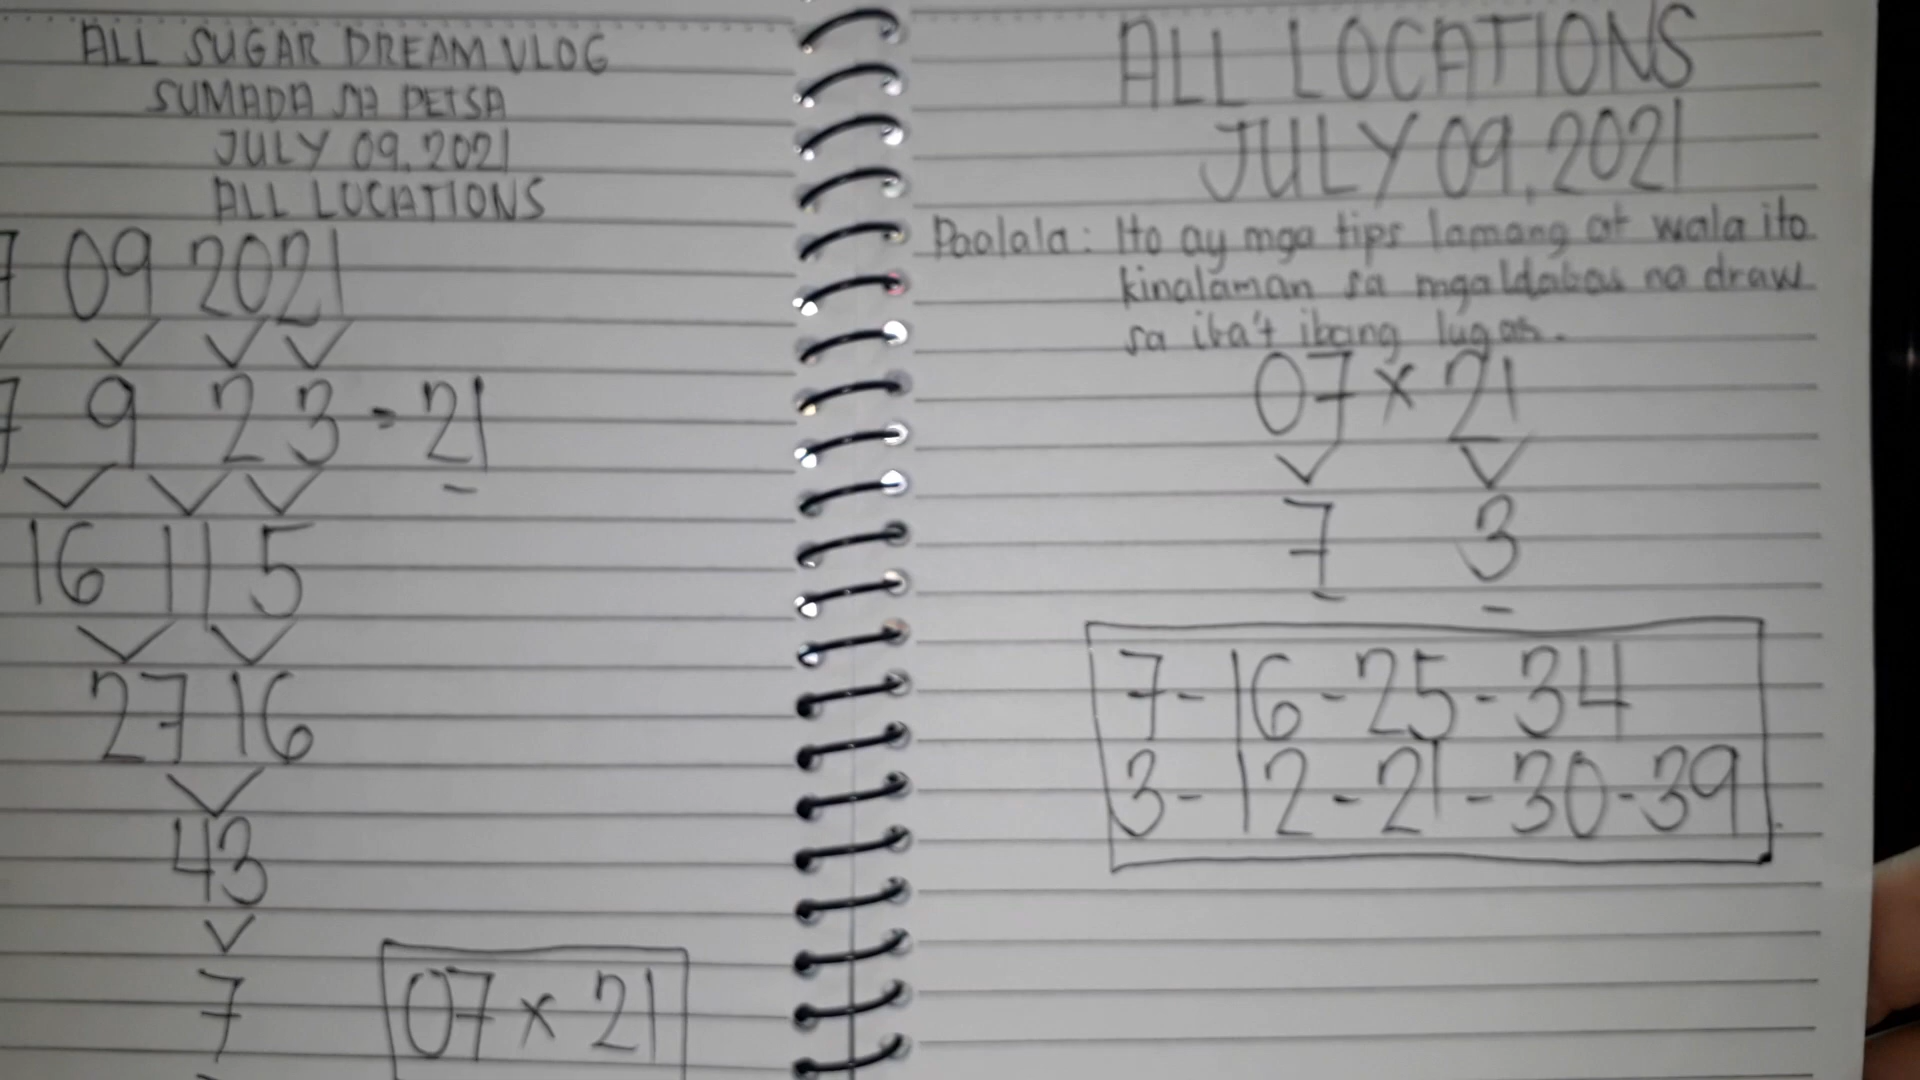 ALL SUGAR DREAM VLOG
SUMADA SA PETSA
JULY 09, 2021
ALL LOCATIONS
7 09 2021
7 9 2 3 = 21
16 11 5
27 16
43
7
07 x 21
ALL LOCATIONS
JULY 09, 2021
Paalala: Ito ay mga tips lamang at wala ito
kinalaman sa mga na draw
sa iba't ibang lugar.
07 x 21
7 3
7-16-25-34
3-12-21-30-39